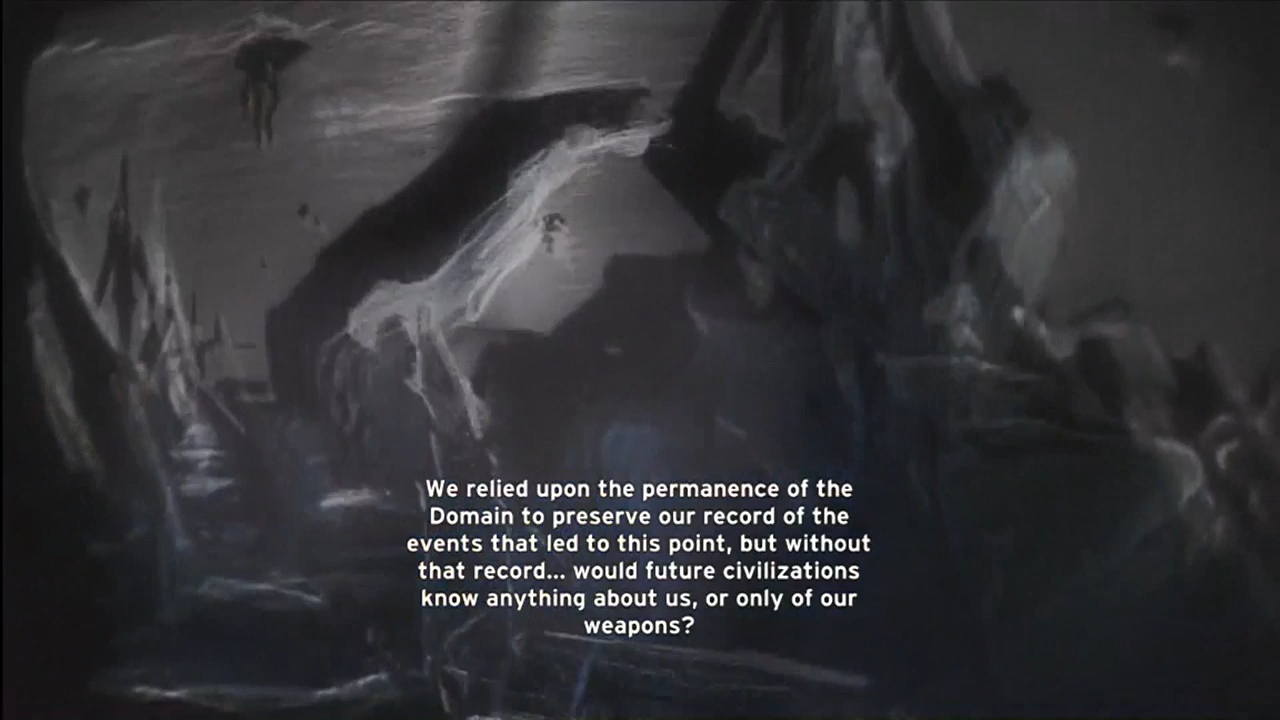 We relied upon the permanence of the
Domain to preserve our record of the
events that led to this point, but without
that record... would future civilizations
know anything about us, or only of our
weapons?